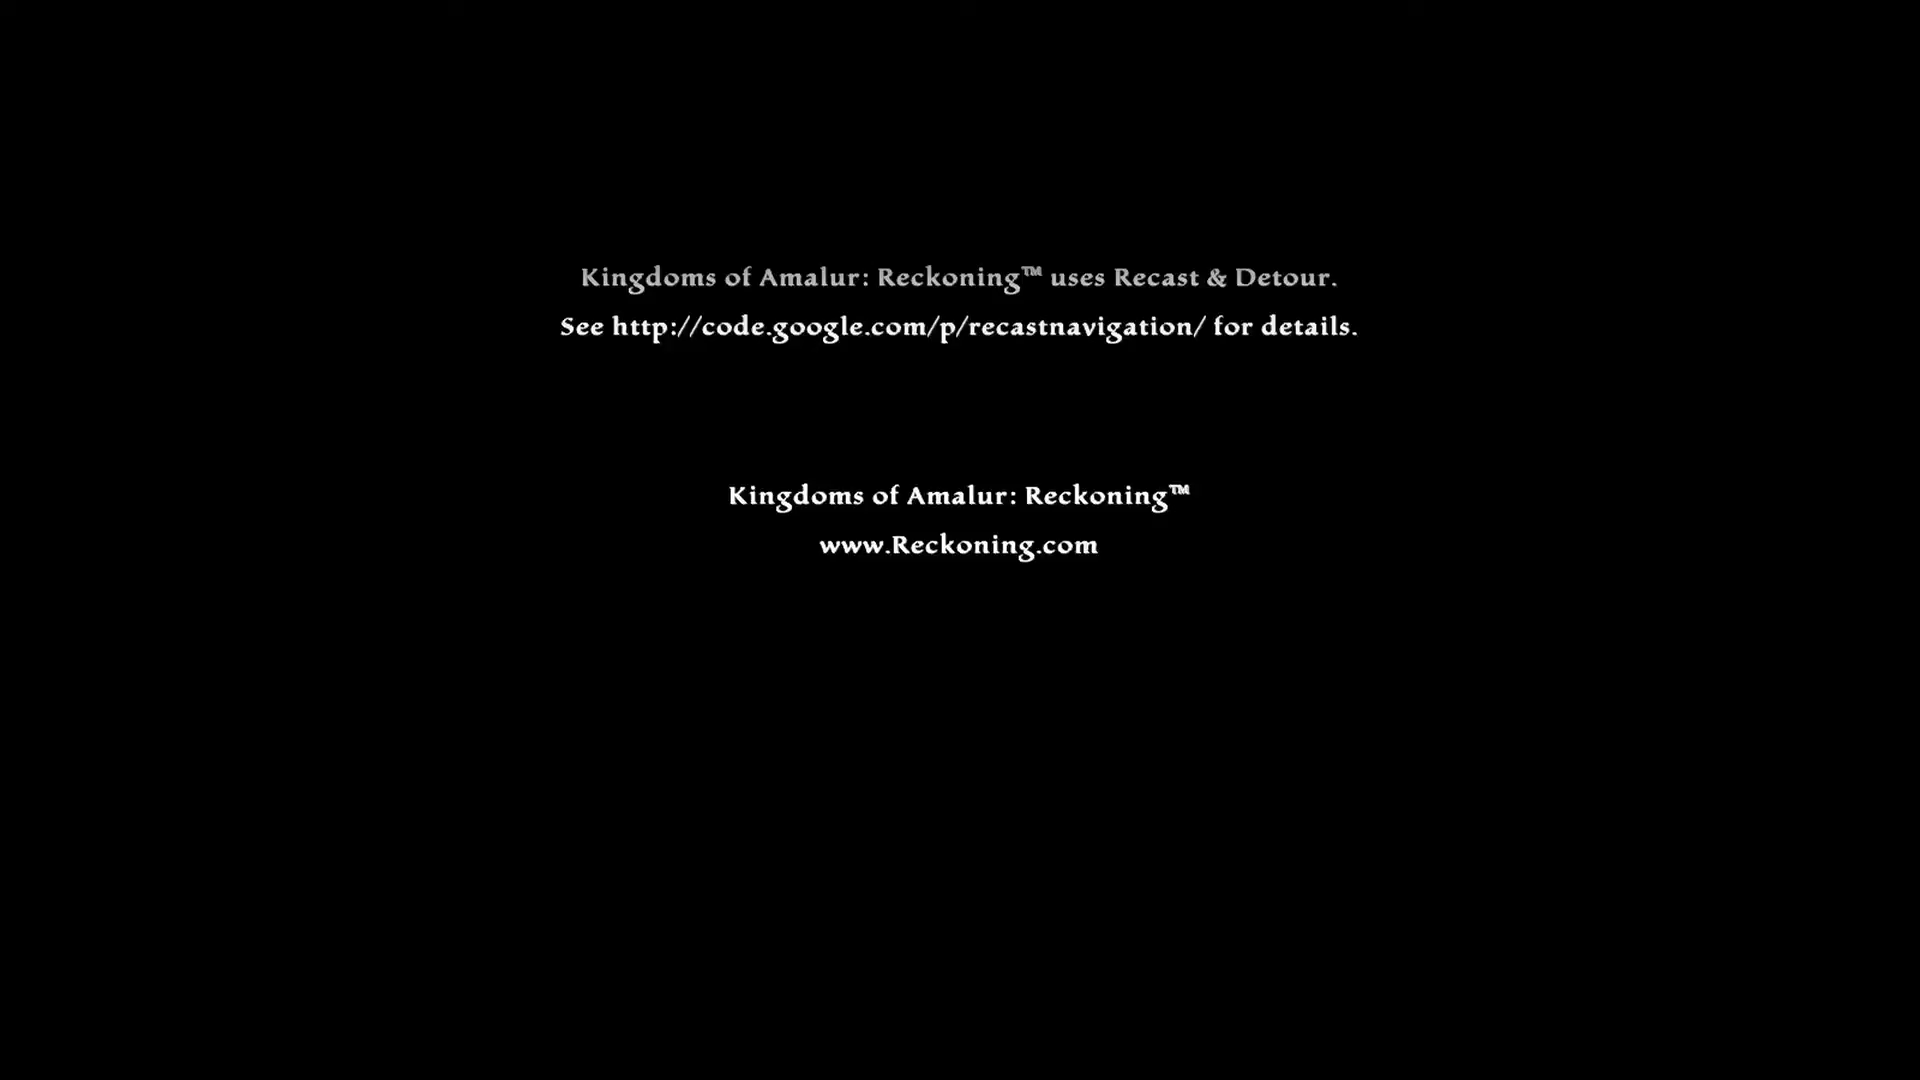 Kingdoms of Amalur: Reckoning™ uses Recast & Detour.
See http://code.google.com/p/recastnavigation/ for details.
Kingdoms of Amalur: Reckoning™
www.Reckoning.com